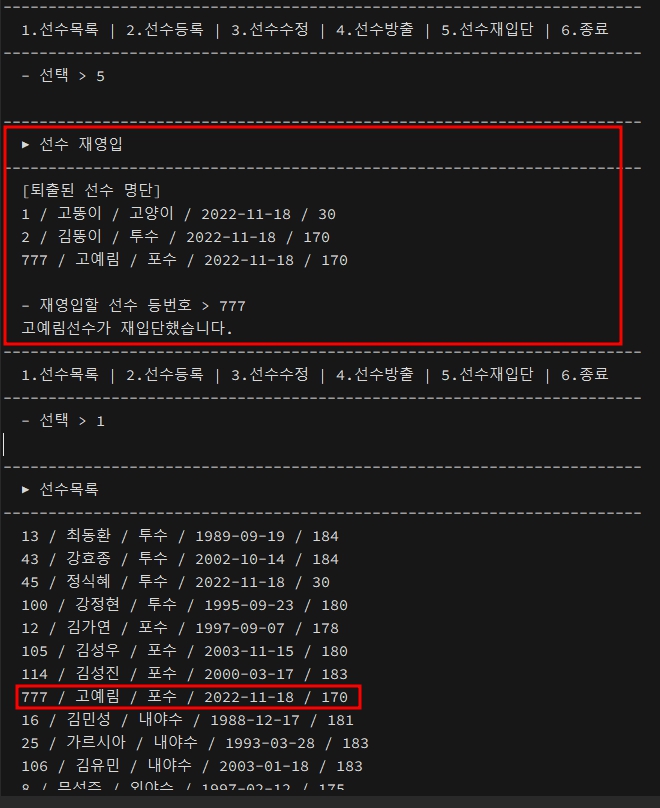 1.선수목록 | 2.선수등록 | 3.선수수정 | 4.선수방출 | 5.선수재입단 | 6.종료
- 선택 > 5
▶ 선수 재영입
[퇴출된 선수 명단]
1 / 고뚱이 / 고양이 / 2022-11-18 / 30
2 / 김뚱이 / 투수 / 2022-11-18 / 170
777 / 고예림 / 포수 / 2022-11-18 / 170
- 재영입할 선수 등번호 > 777
고예림선수가 재입단했습니다.
1.선수목록 | 2.선수등록 | 3.선수수정 | 4.선수방출 | 5.선수재입단 | 6.종료
- 선택 > 1
▶ 선수목록
13 / 최동환 / 투수 / 1989-09-19 / 184
43 / 강효종 / 투수 / 2002-10-14 / 184
45 / 정식혜 / 투수 / 2022-11-18 / 30
100 / 강정현 / 투수 / 1995-09-23 / 180
12 / 김가연 / 포수 / 1997-09-07 / 178
105 / 김성우 / 포수 / 2003-11-15 / 180
114 / 김성진 / 포수 / 2000-03-17 / 183
777 / 고예림 / 포수 / 2022-11-18 / 170
16 / 김민성 / 내야수 / 1988-12-17 / 181
25 / 가르시아 / 내야수 / 1993-03-28 / 183
106 / 김유민 / 내야수 / 2003-01-18 / 183
8 / 문성주 / 외야수 / 1997-02-12 / 175